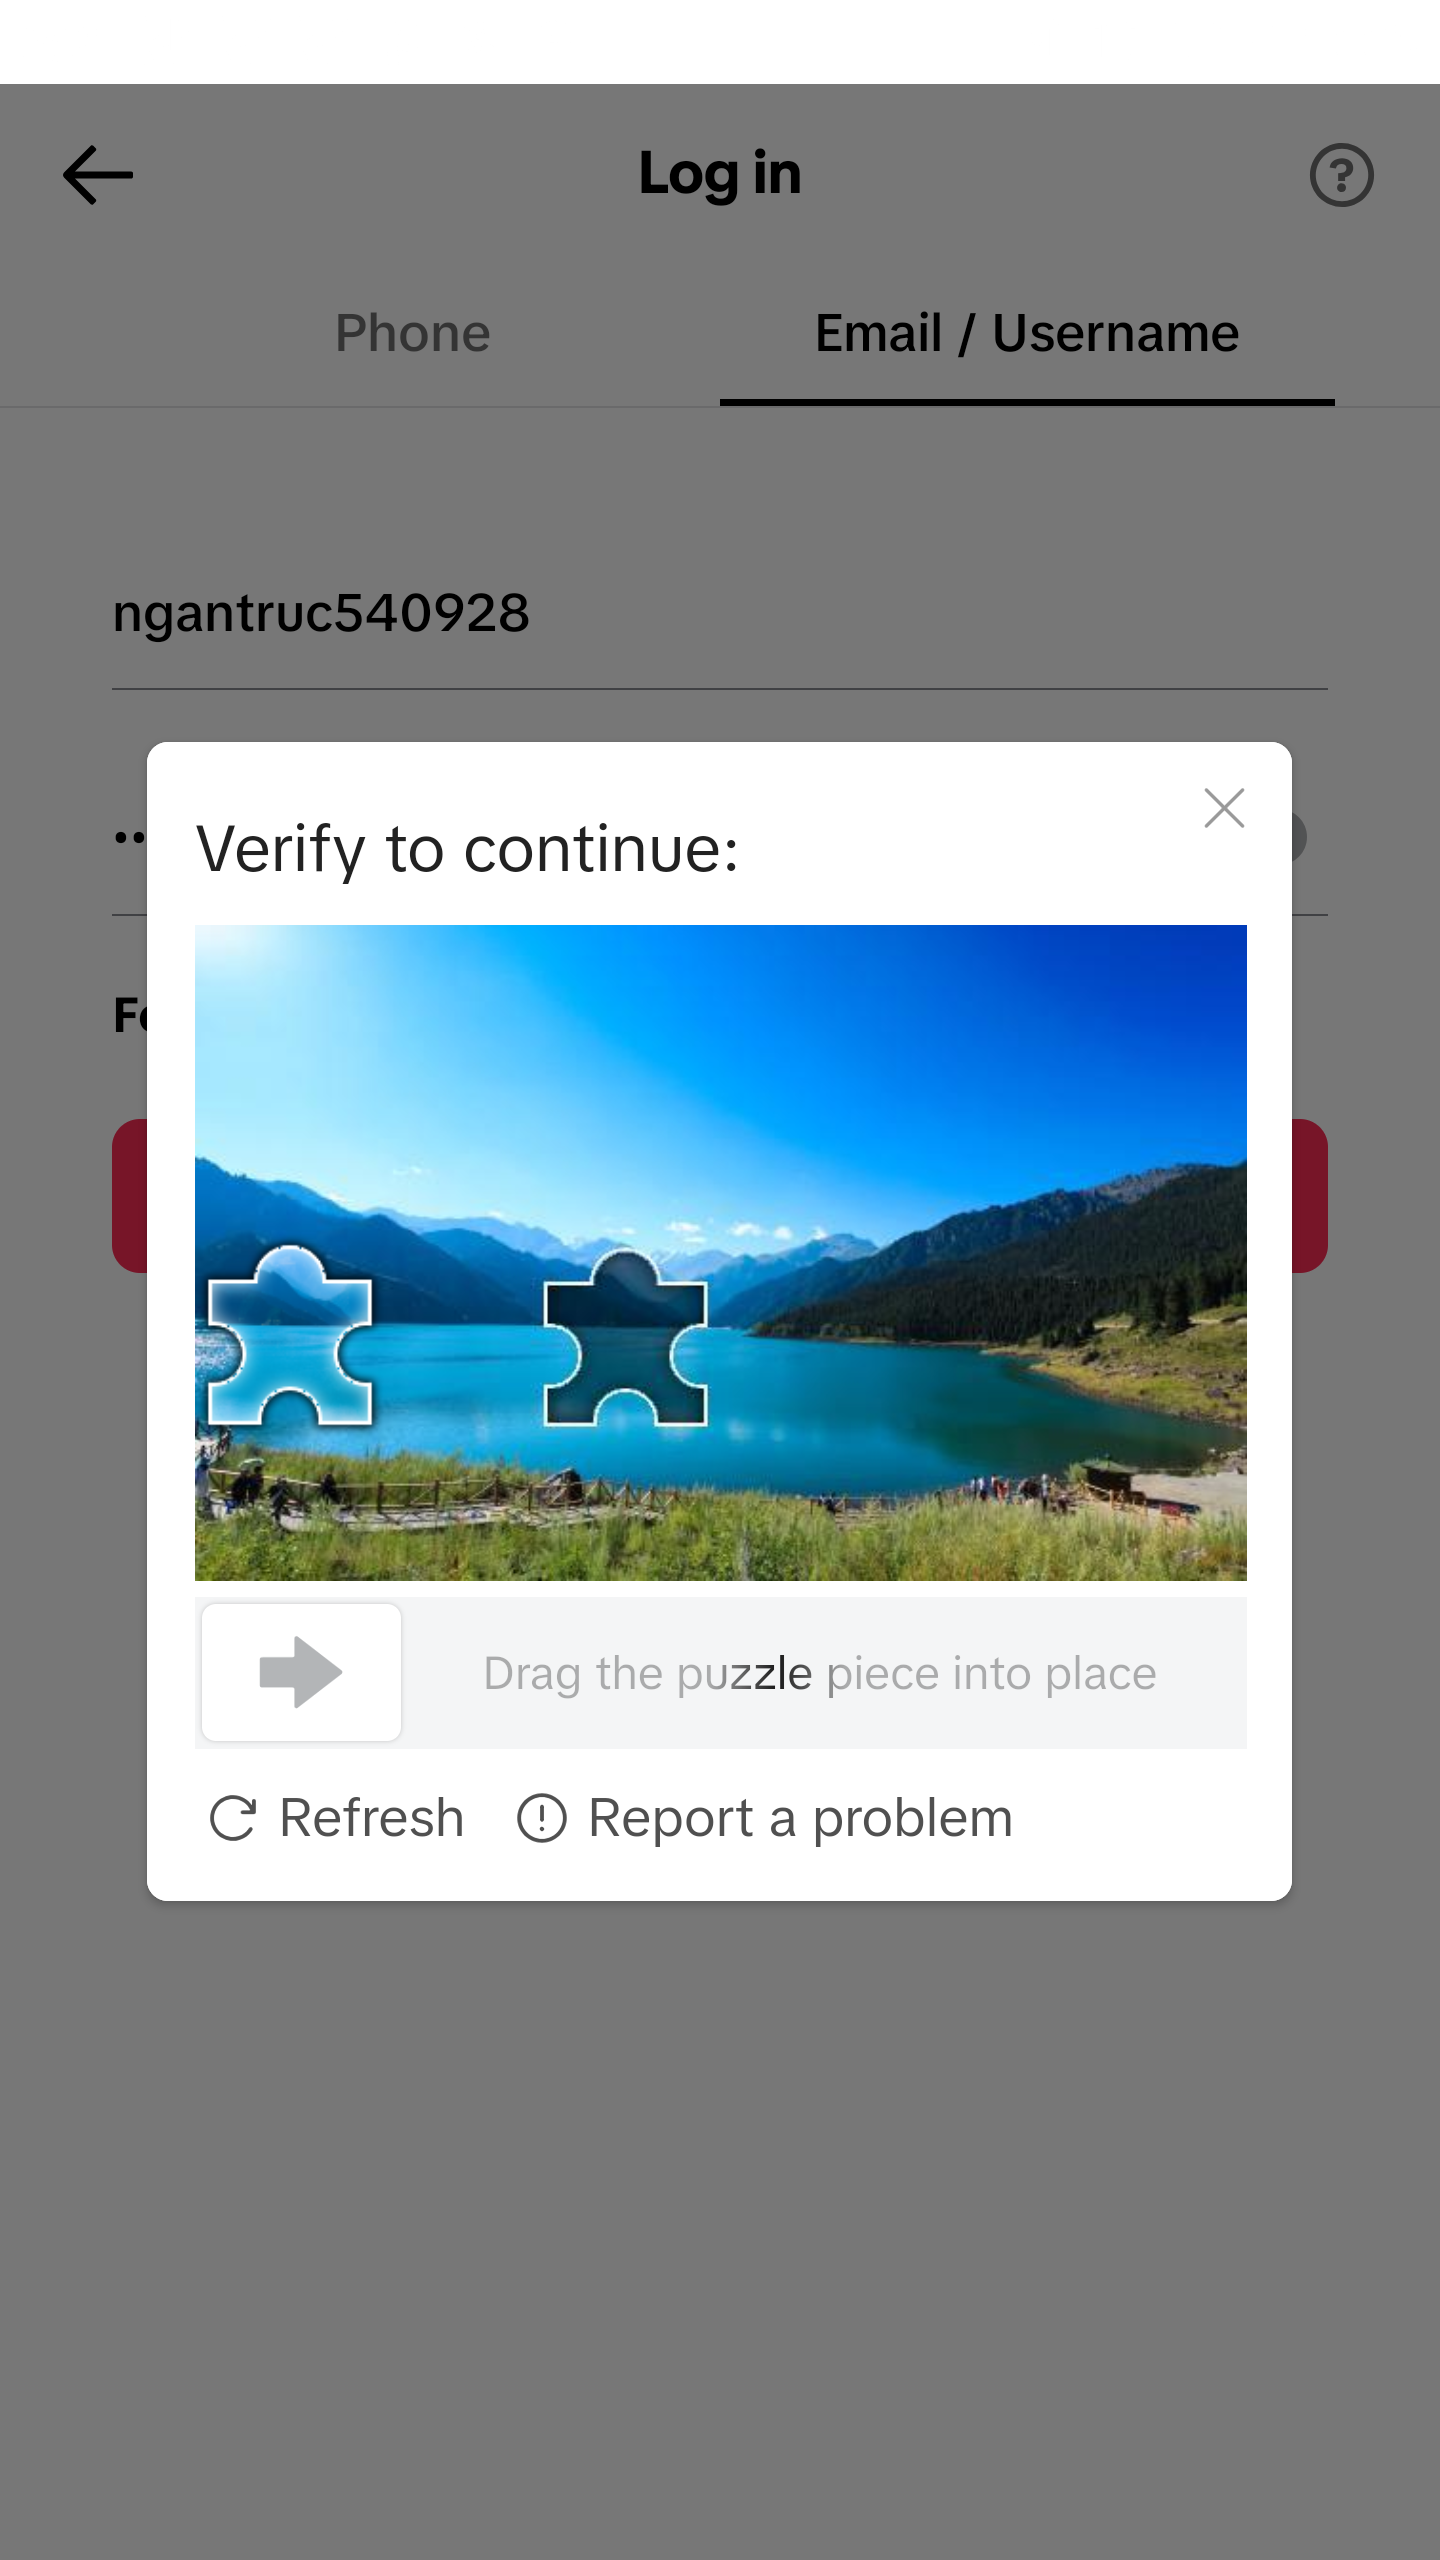 Log in
Phone
Email / Username
ngantruc540928
Verify to continue:
Drag the puzzle piece into place
Refresh
Report a problem